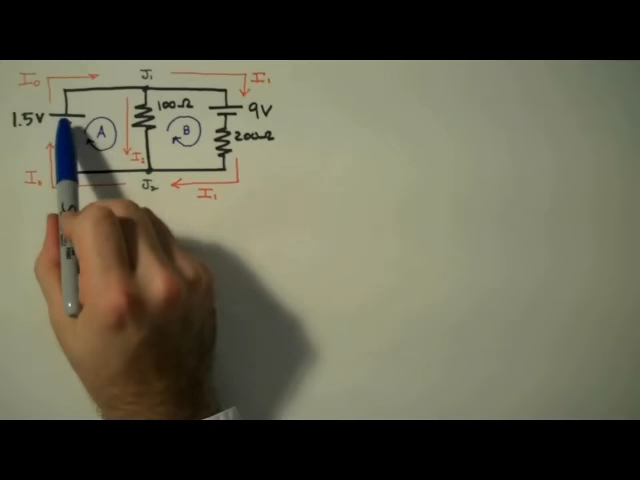 I₀ J₁ I₁
100Ω 9V
1.5V A B 200Ω
I₂
I₀ J₂ I₁